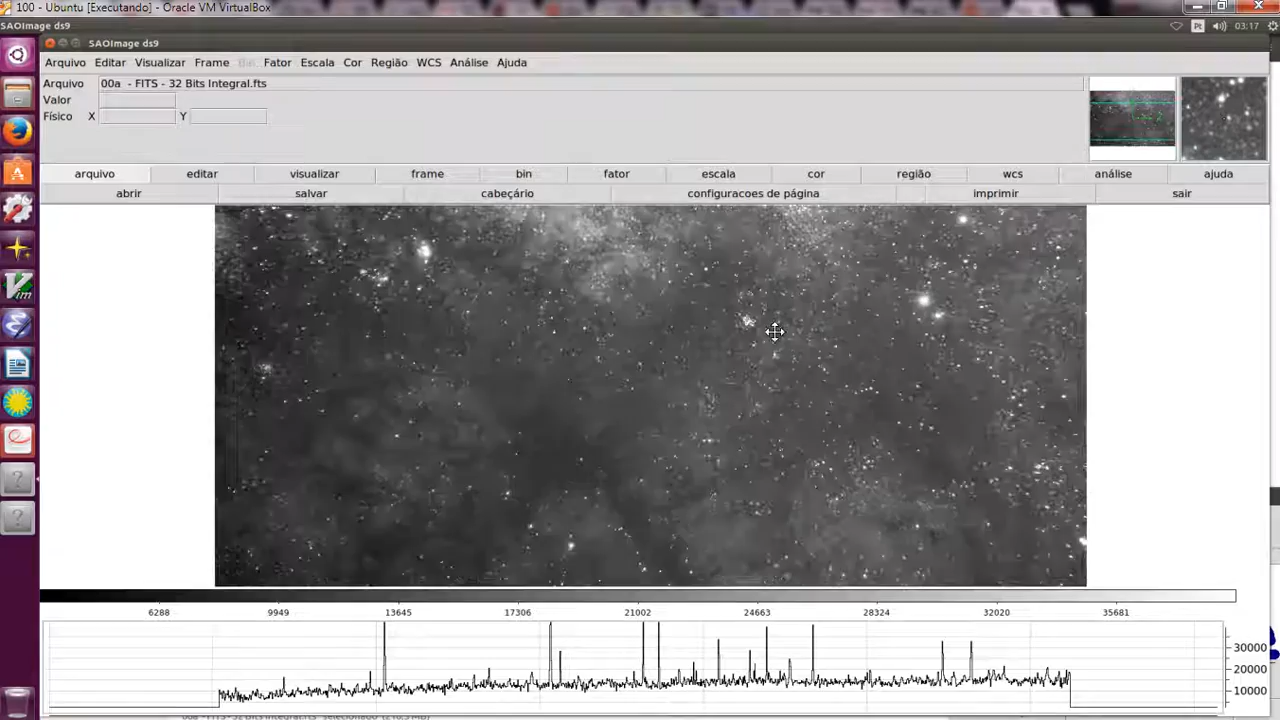 100 - Ubuntu [Executando] - Oracle VM VirtualBox
SAOImage ds9
Pt
03:17
SAOImage ds9
Arquivo Editar Visualizar Frame Bin Fator Escala Cor Região WCS Análise Ajuda
Arquivo 00a - FITS - 32 Bits Integral.fts
Valor
Físico X Y
arquivo editar visualizar frame bin fator escala cor região wcs análise ajuda
abrir salvar cabeçário configuracoes de página imprimir sair
6288 9949 13645 17306 21002 24663 28324 32020 35681
30000
20000
10000